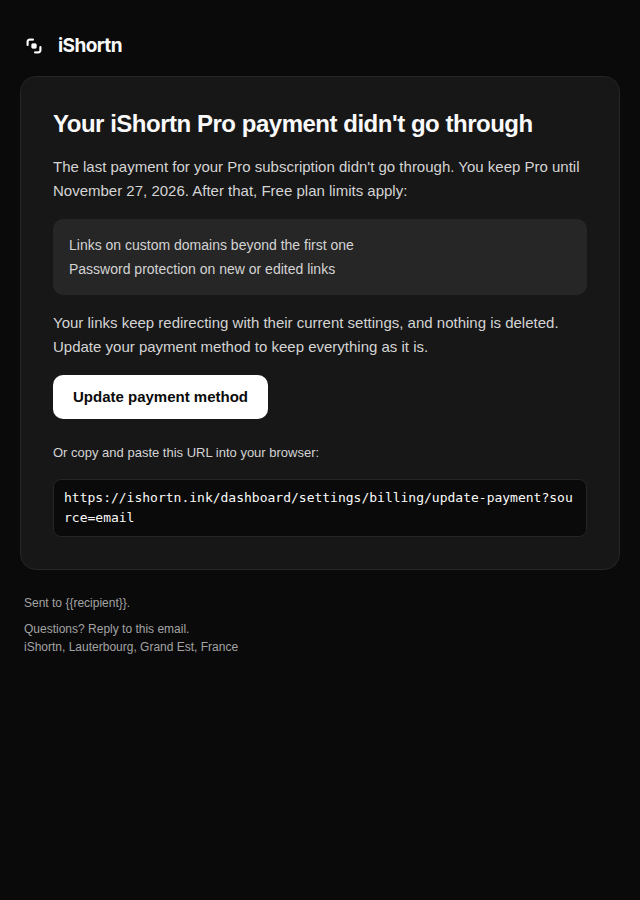 iShortn
Your iShortn Pro payment didn't go through
The last payment for your Pro subscription didn't go through. You keep Pro until
November 27, 2026. After that, Free plan limits apply:
Links on custom domains beyond the first one
Password protection on new or edited links
Your links keep redirecting with their current settings, and nothing is deleted.
Update your payment method to keep everything as it is.
Update payment method
Or copy and paste this URL into your browser:
https://ishortn.ink/dashboard/settings/billing/update-payment?sou
rce=email
Sent to {{recipient}}.
Questions? Reply to this email.
iShortn, Lauterbourg, Grand Est, France